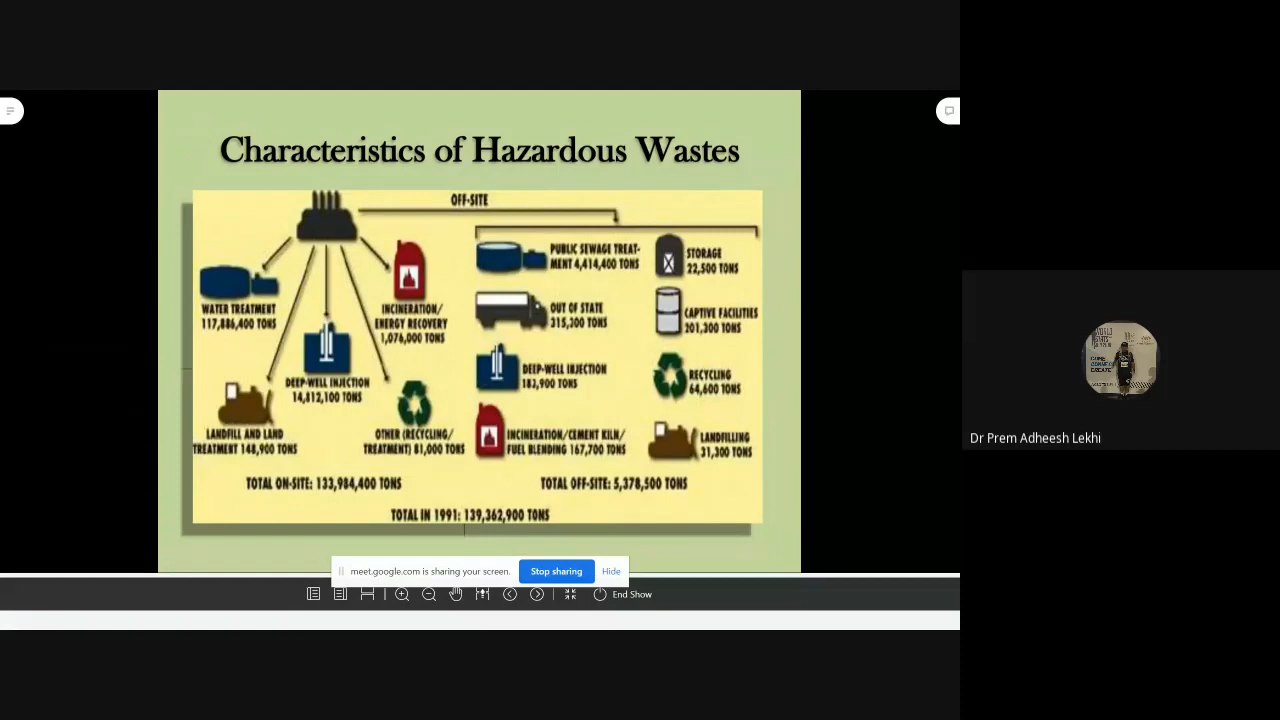 Characteristics of Hazardous Wastes
OFF-SITE
WATER TREATMENT
117,886,400 TONS
INCINERATION/
ENERGY RECOVERY
1,076,000 TONS
DEEP-WELL INJECTION
14,812,100 TONS
LANDFILL AND LAND
TREATMENT 148,900 TONS
OTHER (RECYCLING/
TREATMENT) 81,000 TONS
TOTAL ON-SITE: 133,984,400 TONS
PUBLIC SEWAGE TREAT-
MENT 4,414,400 TONS
OUT OF STATE
315,300 TONS
DEEP-WELL INJECTION
TONS
INCINERATION/CEMENT KILN/
FUEL BLENDING 167,700 TONS
STORAGE
22,500 TONS
CAPTIVE FACILITIES
201,300 TONS
RECYCLING
64,600 TONS
LANDFILLING
31,300 TONS
TOTAL OFF-SITE: 5,378,500 TONS
TOTAL IN 1991: 139,362,900 TONS
meet.google.com is sharing your screen.
Stop sharing
Hide
End Show
Dr Prem Adheesh Lekhi